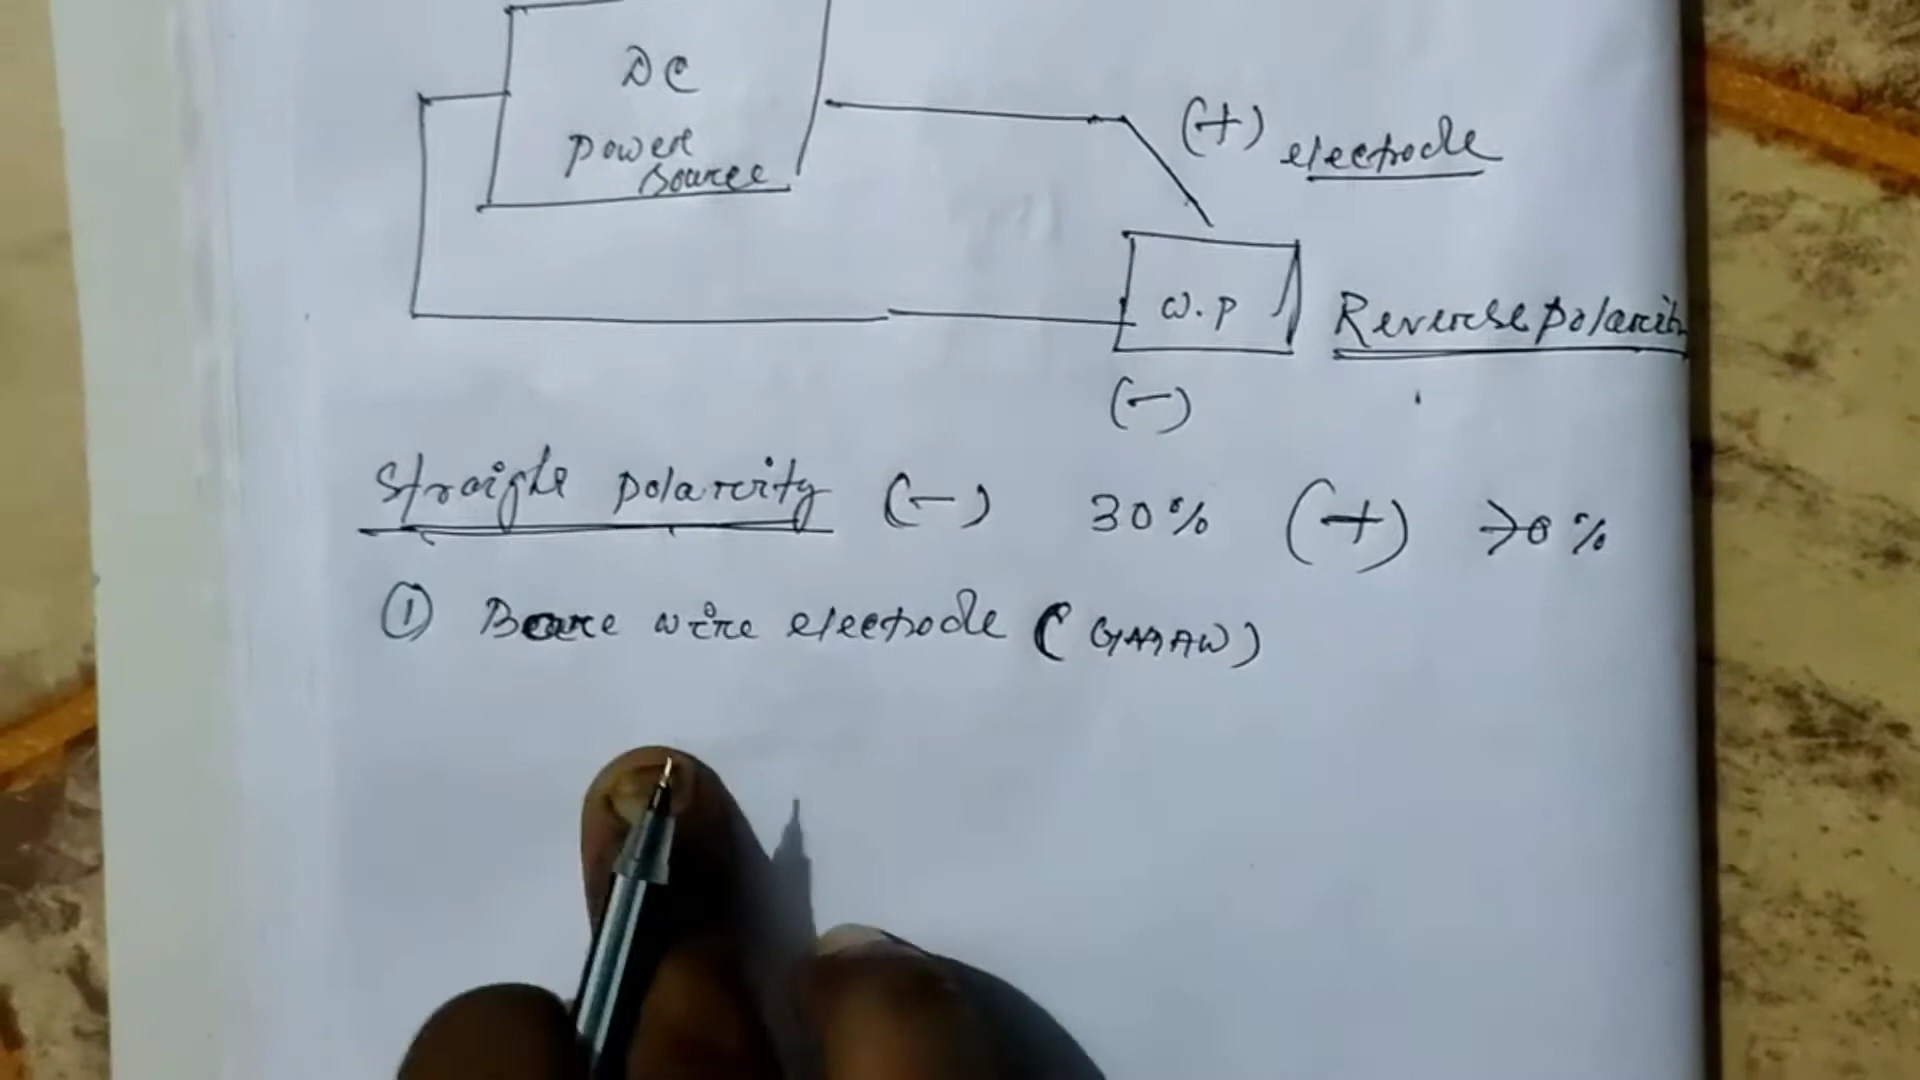 DC
power
source
(+) electrode
W.P
Reverse polarity
(-)
Straight polarity (-) 30% (+) 70%
① Bare wire electrode (GMAW)